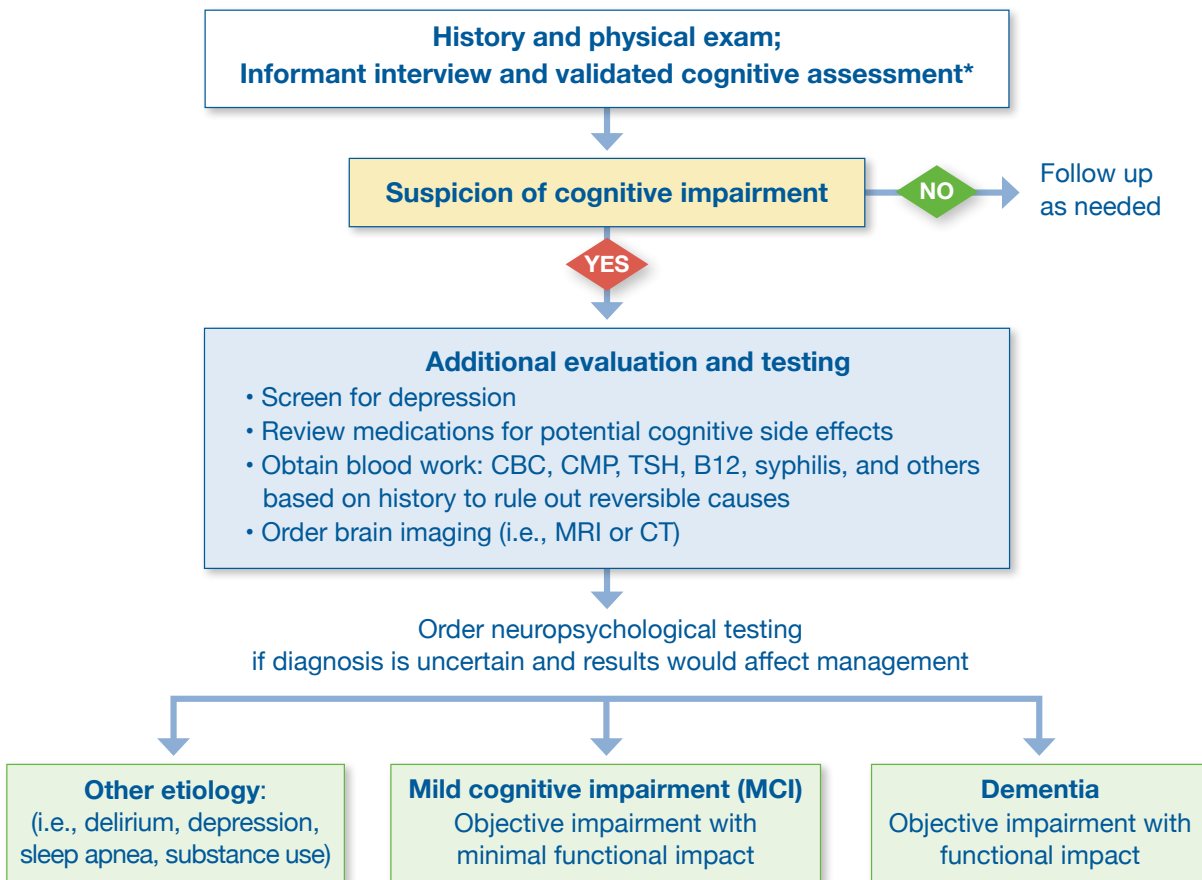 History and physical exam;
Informant interview and validated cognitive assessment*
Suspicion of cognitive impairment
NO
Follow up
as needed
YES
Additional evaluation and testing
• Screen for depression
• Review medications for potential cognitive side effects
• Obtain blood work: CBC, CMP, TSH, B12, syphilis, and others
based on history to rule out reversible causes
• Order brain imaging (i.e., MRI or CT)
Order neuropsychological testing
if diagnosis is uncertain and results would affect management
Other etiology:
(i.e., delirium, depression,
sleep apnea, substance use)
Mild cognitive impairment (MCI)
Objective impairment with
minimal functional impact
Dementia
Objective impairment with
functional impact